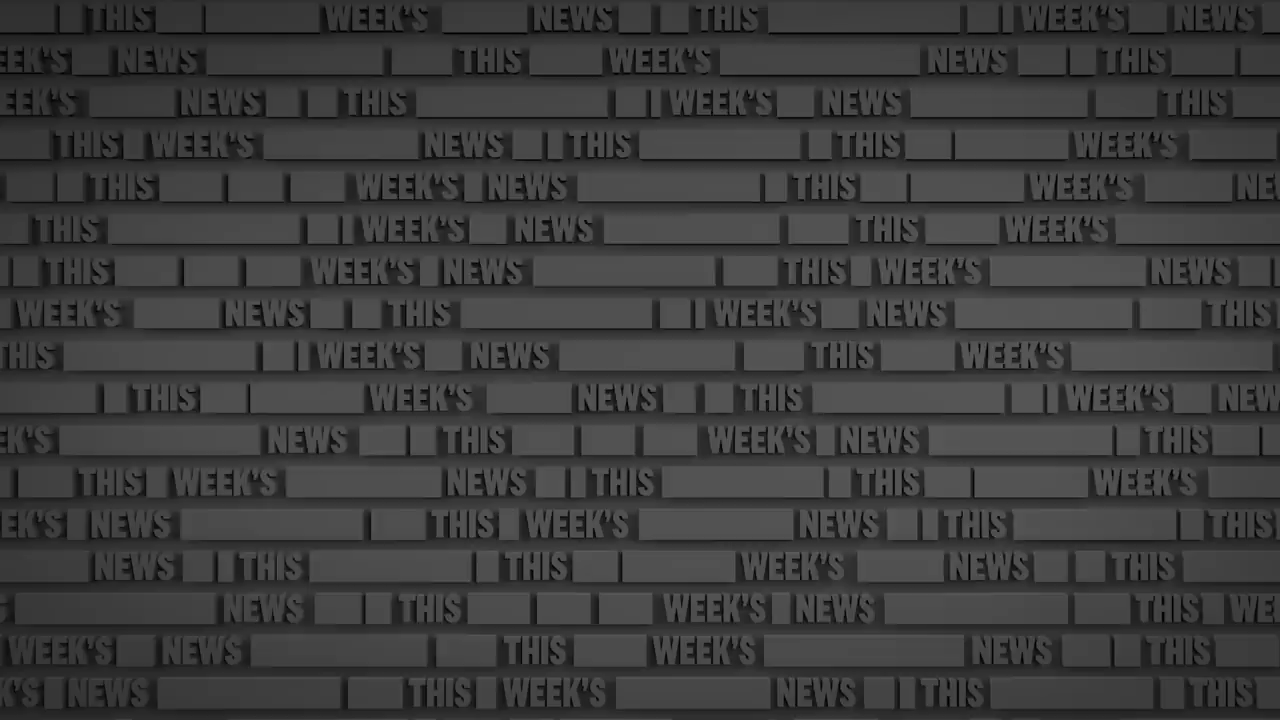 THIS WEEK'S NEWS THIS WEEK'S NEWS
EEK'S NEWS THIS WEEK'S NEWS THIS
EEK'S NEWS THIS WEEK'S NEWS THIS
THIS WEEK'S NEWS THIS THIS WEEK'S
THIS WEEK'S NEWS THIS WEEK'S NE
THIS WEEK'S NEWS THIS WEEK'S
THIS WEEK'S NEWS THIS WEEK'S NEWS
WEEK'S NEWS THIS WEEK'S NEWS THIS
THIS WEEK'S NEWS THIS WEEK'S
THIS WEEK'S NEWS THIS WEEK'S NEW
EK'S NEWS THIS WEEK'S NEWS THIS
THIS WEEK'S NEWS THIS THIS WEEK'S
EK'S NEWS THIS WEEK'S NEWS THIS THIS
NEWS THIS THIS WEEK'S NEWS THIS
S NEWS THIS WEEK'S NEWS THIS WE
WEEK'S NEWS THIS WEEK'S NEWS THIS
K'S NEWS THIS WEEK'S NEWS THIS THIS